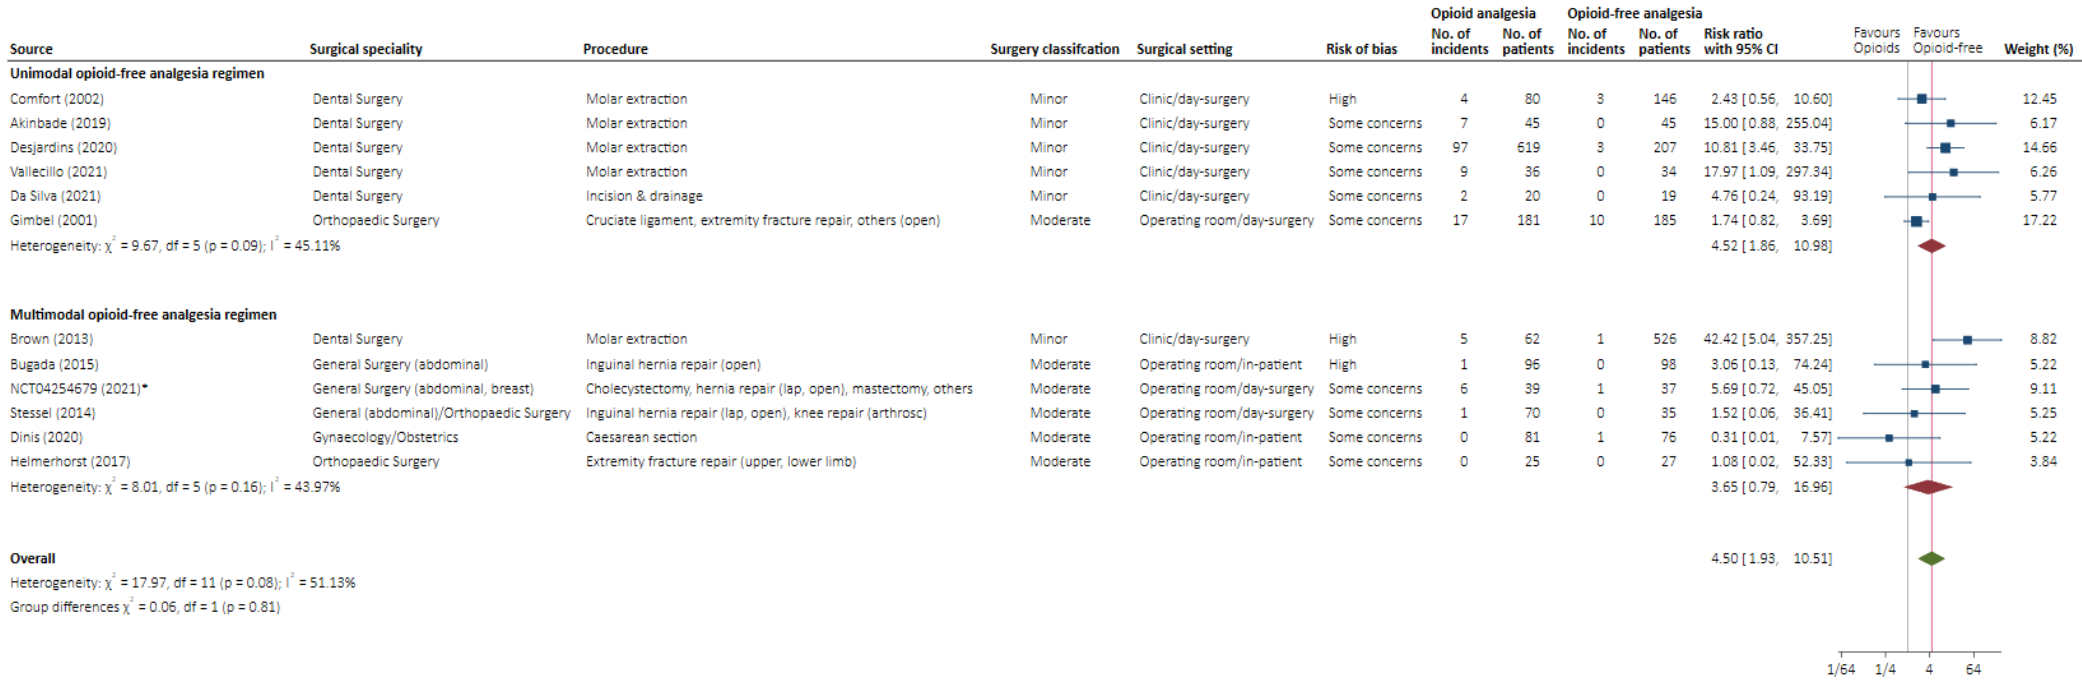 Opioid analgesia Opioid-free analgesia
No. of No. of No. of No. of Risk ratio Favours Favours
Source Surgical speciality Procedure Surgery classifcation Surgical setting Risk of bias incidents patients incidents patients with 95% CI Opioids Opioid-free Weight (%)
Unimodal opioid-free analgesia regimen
Comfort (2002) Dental Surgery Molar extraction Minor Clinic/day-surgery High 4 80 3 146 2.43 [ 0.56, 10.60] 12.45
Akinbade (2019) Dental Surgery Molar extraction Minor Clinic/day-surgery Some concerns 7 45 0 45 15.00 [ 0.88, 255.04] 6.17
Desjardins (2020) Dental Surgery Molar extraction Minor Clinic/day-surgery Some concerns 97 619 3 207 10.81 [ 3.46, 33.75] 14.66
Vallecillo (2021) Dental Surgery Molar extraction Minor Clinic/day-surgery Some concerns 9 36 0 34 17.97 [ 1.09, 297.34] 6.26
Da Silva (2021) Dental Surgery Incision & drainage Minor Clinic/day-surgery Some concerns 2 20 0 19 4.76 [ 0.24, 93.19] 5.77
Gimbel (2001) Orthopaedic Surgery Cruciate ligament, extremity fracture repair, others (open) Moderate Operating room/day-surgery Some concerns 17 181 10 185 1.74 [ 0.82, 3.69] 17.22
Heterogeneity: χ² = 9.67, df = 5 (p = 0.09); I² = 45.11% 4.52 [ 1.86, 10.98]
Multimodal opioid-free analgesia regimen
Brown (2013) Dental Surgery Molar extraction Minor Clinic/day-surgery High 5 62 1 526 42.42 [ 5.04, 357.25] 8.82
Bugada (2015) General Surgery (abdominal) Inguinal hernia repair (open) Moderate Operating room/in-patient High 1 96 0 98 3.06 [ 0.13, 74.24] 5.22
NCT04254679 (2021)* General Surgery (abdominal, breast) Cholecystectomy, hernia repair (lap, open), mastectomy, others Moderate Operating room/day-surgery Some concerns 6 39 1 37 5.69 [ 0.72, 45.05] 9.11
Stessel (2014) General (abdominal)/Orthopaedic Surgery Inguinal hernia repair (lap, open), knee repair (arthrosc) Moderate Operating room/day-surgery Some concerns 1 70 0 35 1.52 [ 0.06, 36.41] 5.25
Dinis (2020) Gynaecology/Obstetrics Caesarean section Moderate Operating room/in-patient Some concerns 0 81 1 76 0.31 [ 0.01, 7.57] 5.22
Helmerhorst (2017) Orthopaedic Surgery Extremity fracture repair (upper, lower limb) Moderate Operating room/in-patient Some concerns 0 25 0 27 1.08 [ 0.02, 52.33] 3.84
Heterogeneity: χ² = 8.01, df = 5 (p = 0.16); I² = 43.97% 3.65 [ 0.79, 16.96]
Overall 4.50 [ 1.93, 10.51]
Heterogeneity: χ² = 17.97, df = 11 (p = 0.08); I² = 51.13%
Group differences χ² = 0.06, df = 1 (p = 0.81)
1/64 1/4 4 64